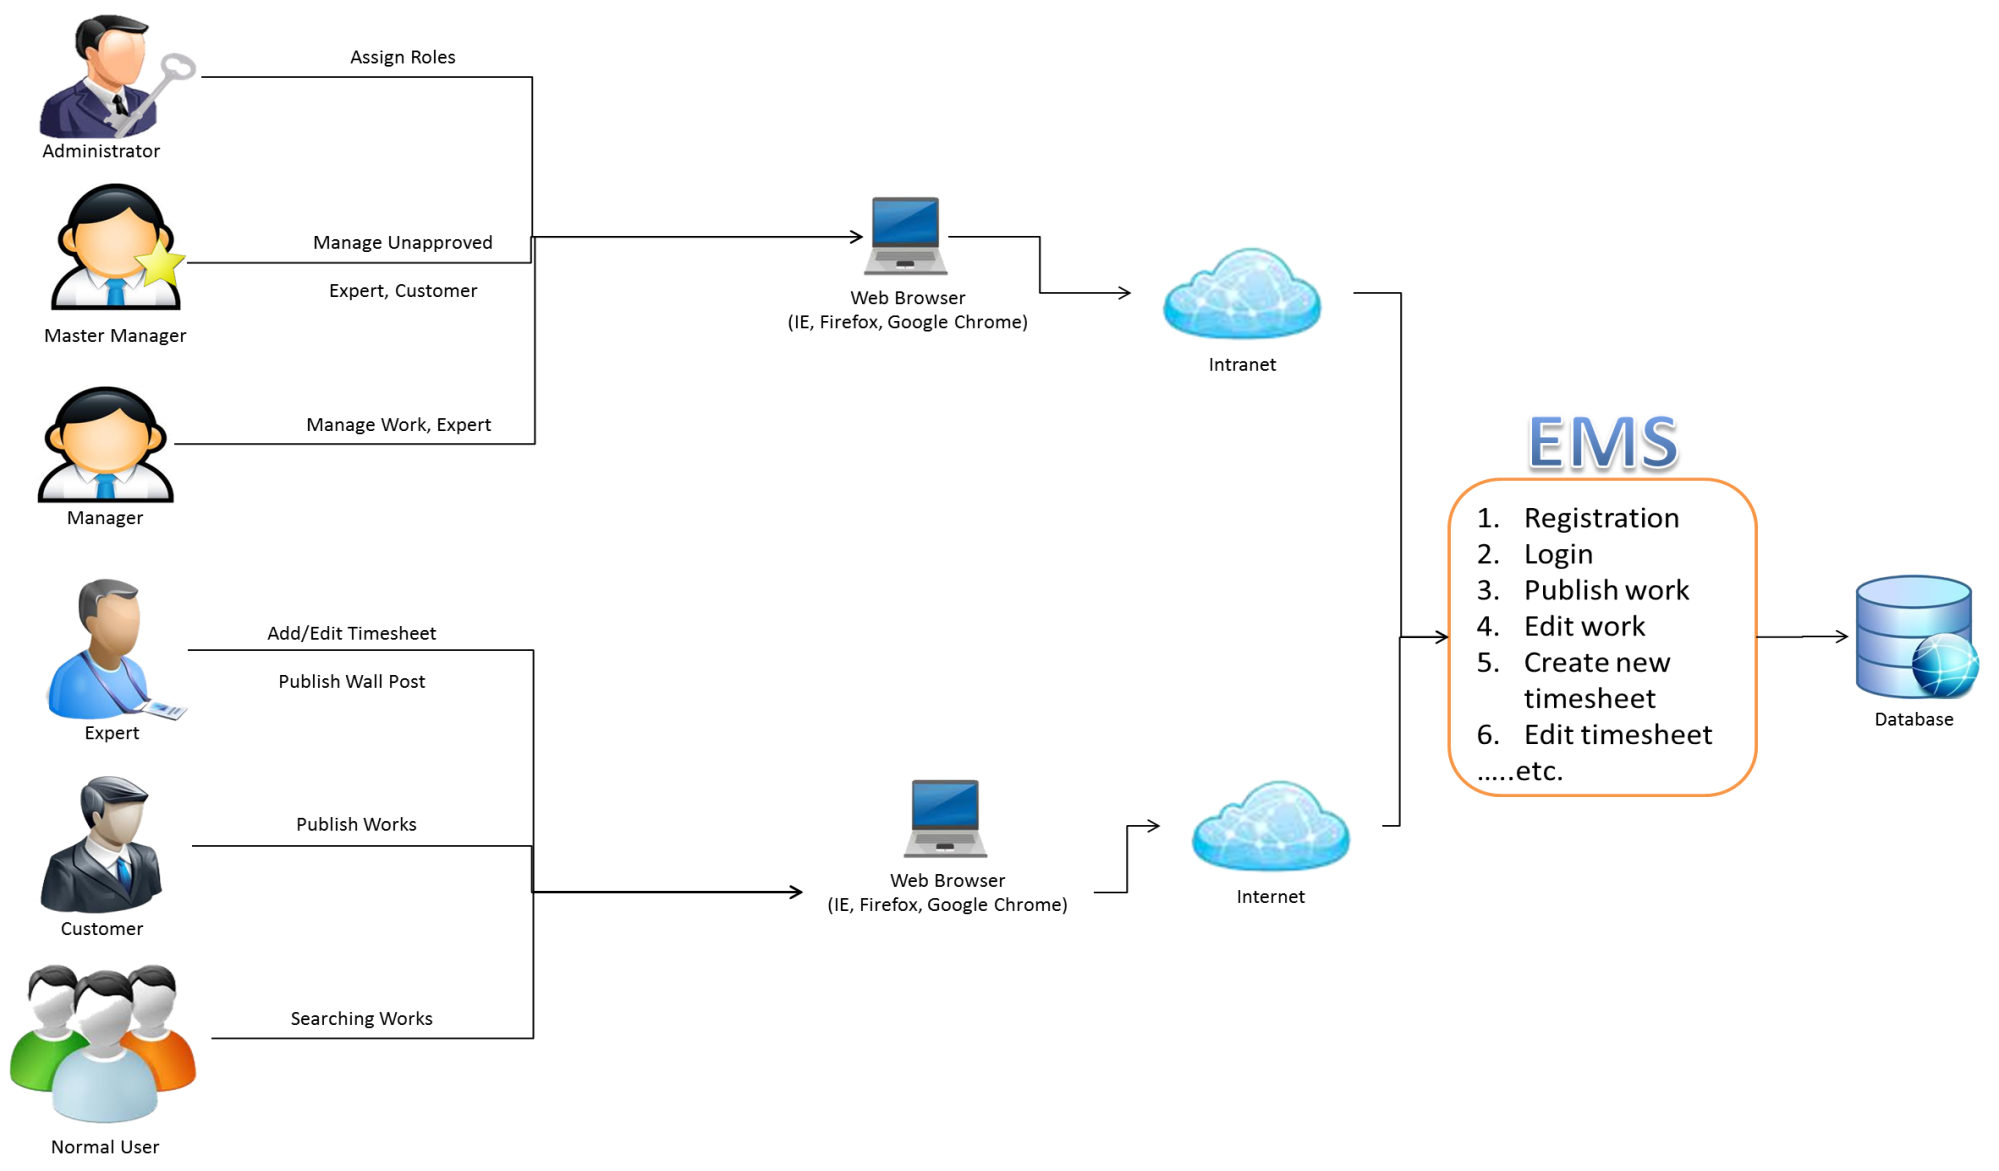 Assign Roles
Administrator
Manage Unapproved
Expert, Customer
Master Manager
Manage Work, Expert
Manager
Web Browser
(IE, Firefox, Google Chrome)
Intranet
Add/Edit Timesheet
Publish Wall Post
Expert
Publish Works
Customer
Searching Works
Normal User
Web Browser
(IE, Firefox, Google Chrome)
Internet
EMS
1. Registration
2. Login
3. Publish work
4. Edit work
5. Create new
timesheet
6. Edit timesheet
…..etc.
Database